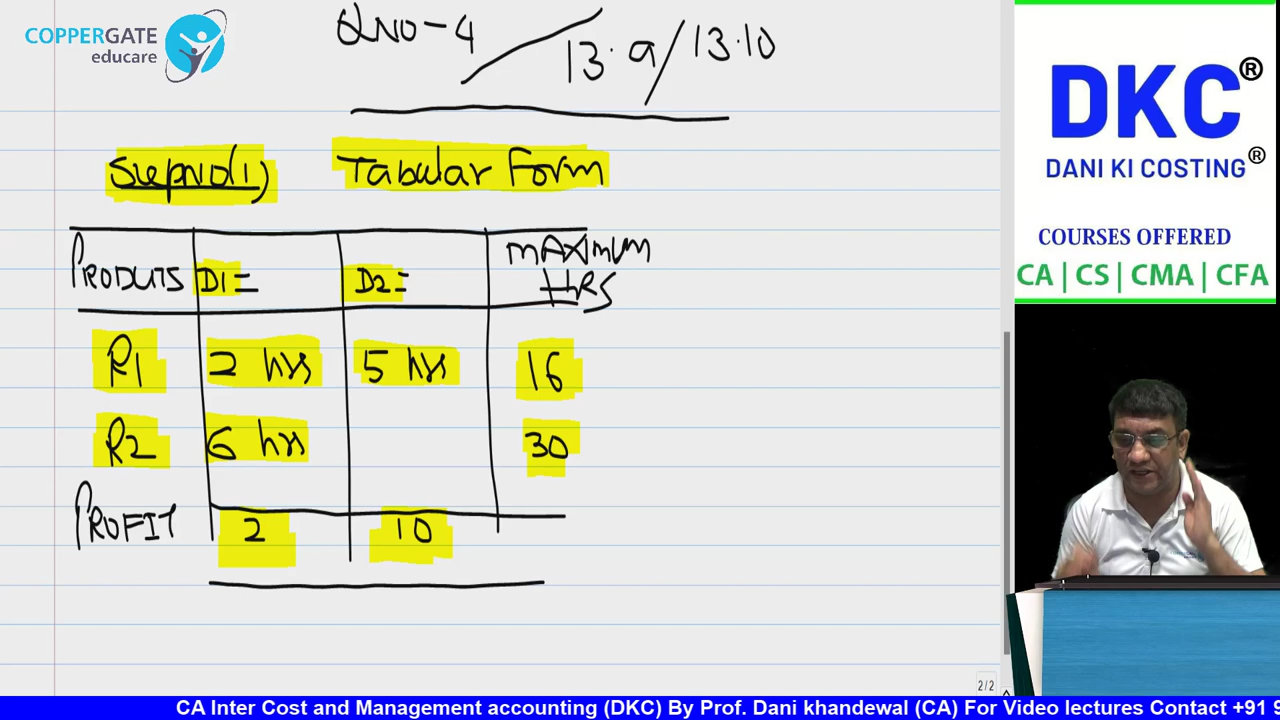 COPPERGATE
educare
QNO-4 / 13.9/13.10
DKC®
DANI KI COSTING®
COURSES OFFERED
CA | CS | CMA | CFA
Tabular Form
PRODUTS D1= D2= MAXIMUM HRS
R1 2 hrs 5 hrs 16
R2 6 hrs 30
PROFIT 2 10
2/2
CA Inter Cost and Management accounting (DKC) By Prof. Dani khandewal (CA) For Video lectures Contact +91 9